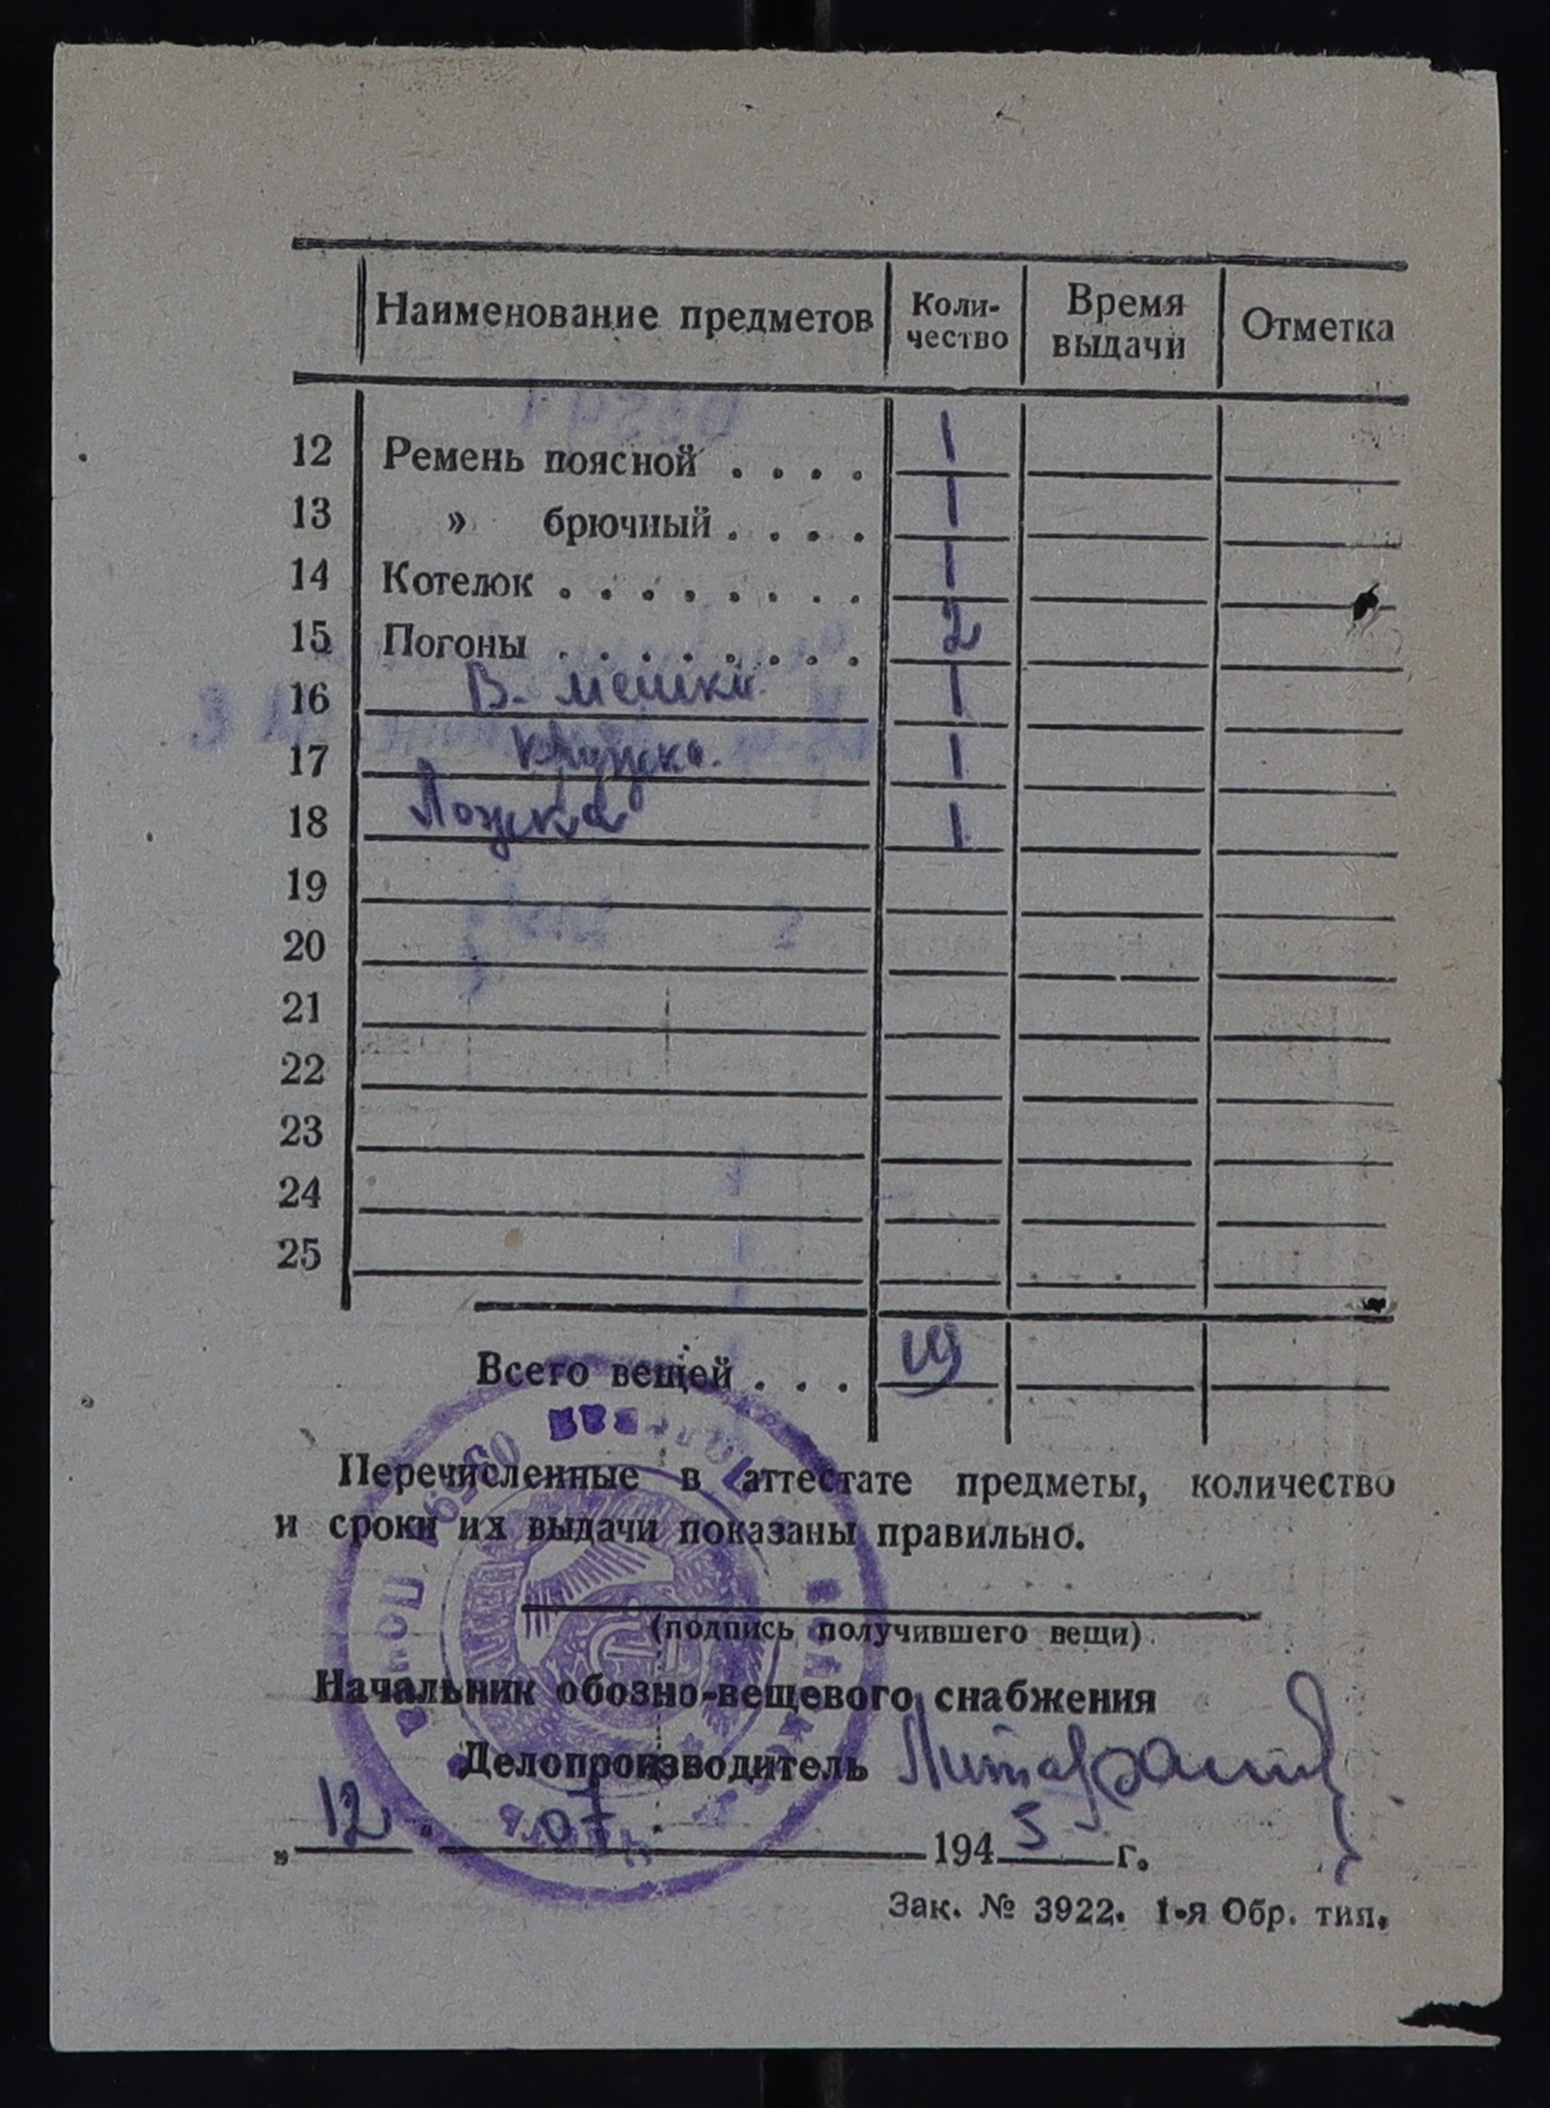 Наименование предметов Коли-чество Время выдачи Отметка
12 Ремень поясной . . . . 1
13 » брючный . . . . 1
14 Котелок . . . . . . . . 1
15 Погоны . . . . . . . . 2
16 В. мешки 1
17 Кружка. 1
18 Ложка 1
19
20
21
22
23
24
25
Всего вещей . . . 19
Перечисленные в аттестате предметы, количество
и сроки их выдачи показаны правильно.
(подпись получившего вещи)
Начальник обозно-вещевого снабжения
Делопроизводитель
„ 12 . 07 194 5 г.
Зак. № 3922. 1-я Обр. тип.